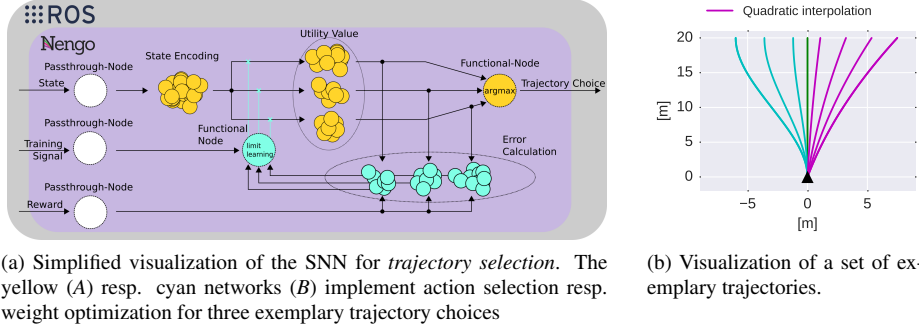 ROS
Nengo
Passthrough-Node
State
State Encoding
Utility Value
Functional-Node
argmax
Trajectory Choice
Passthrough-Node
Training
Signal
Functional
Node
limit
learning
Error
Calculation
Passthrough-Node
Reward
(a) Simplified visualization of the SNN for trajectory selection. The
yellow (A) resp. cyan networks (B) implement action selection resp.
weight optimization for three exemplary trajectory choices
Quadratic interpolation
20
15
10
5
0
[m]
−5
0
5
[m]
(b) Visualization of a set of ex-
emplary trajectories.